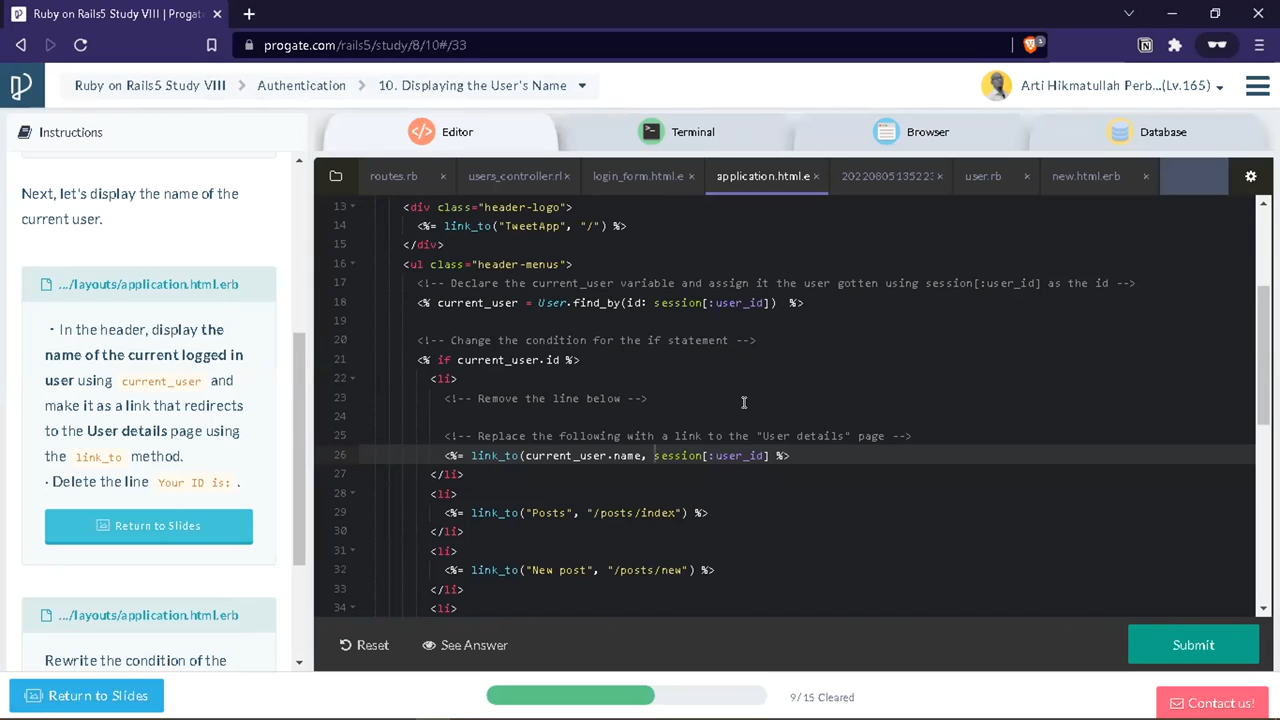 Ruby on Rails5 Study VIII | Progat
progate.com/rails5/study/8/10#/33
Ruby on Rails5 Study VIII
Authentication
10. Displaying the User's Name
Arti Hikmatullah Perb...(Lv.165)
Instructions
Editor
Terminal
Browser
Database
routes.rb
users_controller.rl
login_form.html.e
application.html.e
20220805135223
user.rb
new.html.erb
Next, let's display the name of the
current user.
.../layouts/application.html.erb
・In the header, display the
name of the current logged in
user using current_user and
make it as a link that redirects
to the User details page using
the link_to method.
・Delete the line Your ID is: .
Return to Slides
.../layouts/application.html.erb
Rewrite the condition of the
13 <div class="header-logo">
14 <%= link_to("TweetApp", "/") %>
15 </div>
16 <ul class="header-menus">
17 <!-- Declare the current_user variable and assign it the user gotten using session[:user_id] as the id -->
18 <% current_user = User.find_by(id: session[:user_id])  %>
19
20 <!-- Change the condition for the if statement -->
21 <% if current_user.id %>
22 <li>
23 <!-- Remove the line below -->
24
25 <!-- Replace the following with a link to the "User details" page -->
26 <%= link_to(current_user.name, session[:user_id] %>
27 </li>
28 <li>
29 <%= link_to("Posts", "/posts/index") %>
30 </li>
31 <li>
32 <%= link_to("New post", "/posts/new") %>
33 </li>
34 <li>
Reset
See Answer
Submit
Return to Slides
9/15 Cleared
Contact us!